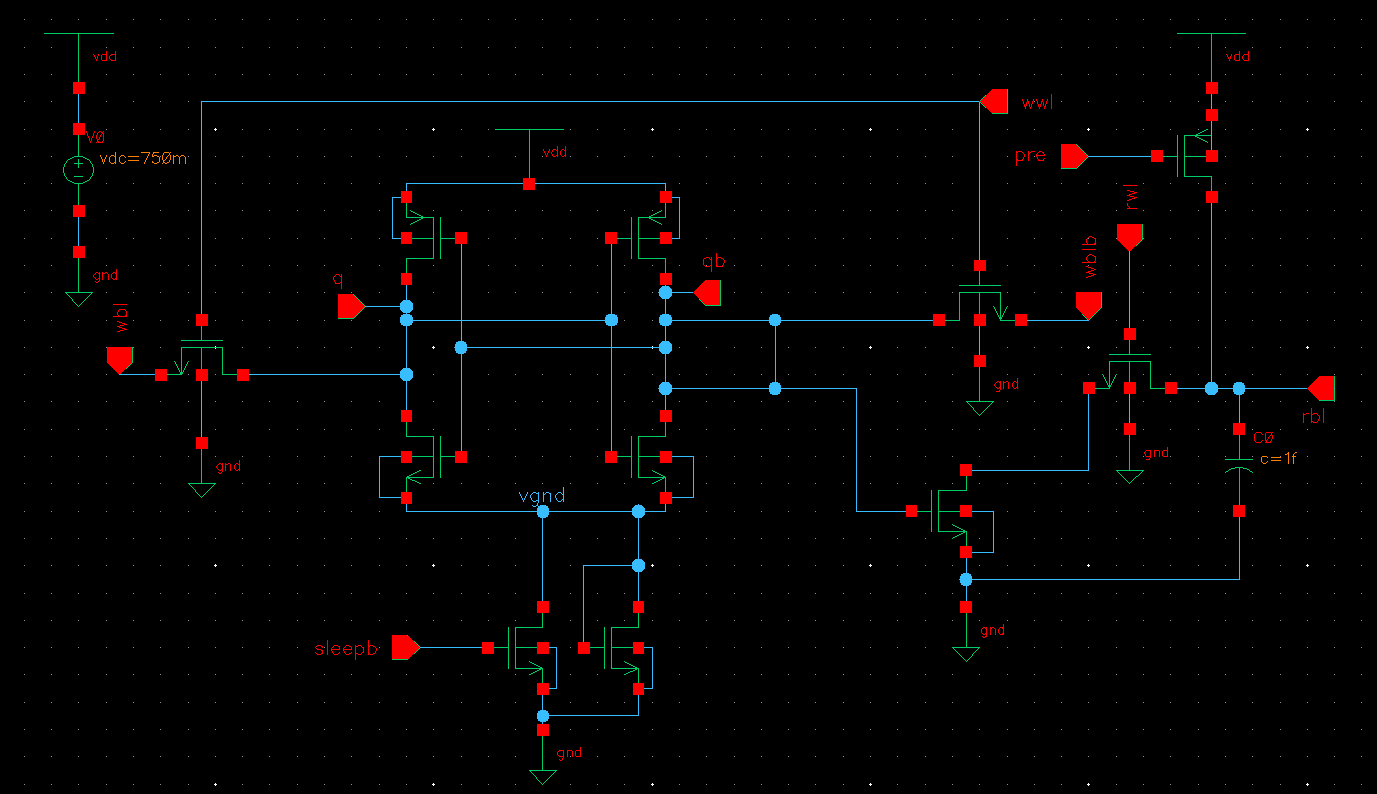 vdd
vdd
wwl
V0
vdc=750m
vdd
pre
rwl
qb
wblb
q
gnd
wbl
gnd
rbl
C0
c=1f
gnd
gnd
vgnd
gnd
sleepb
gnd